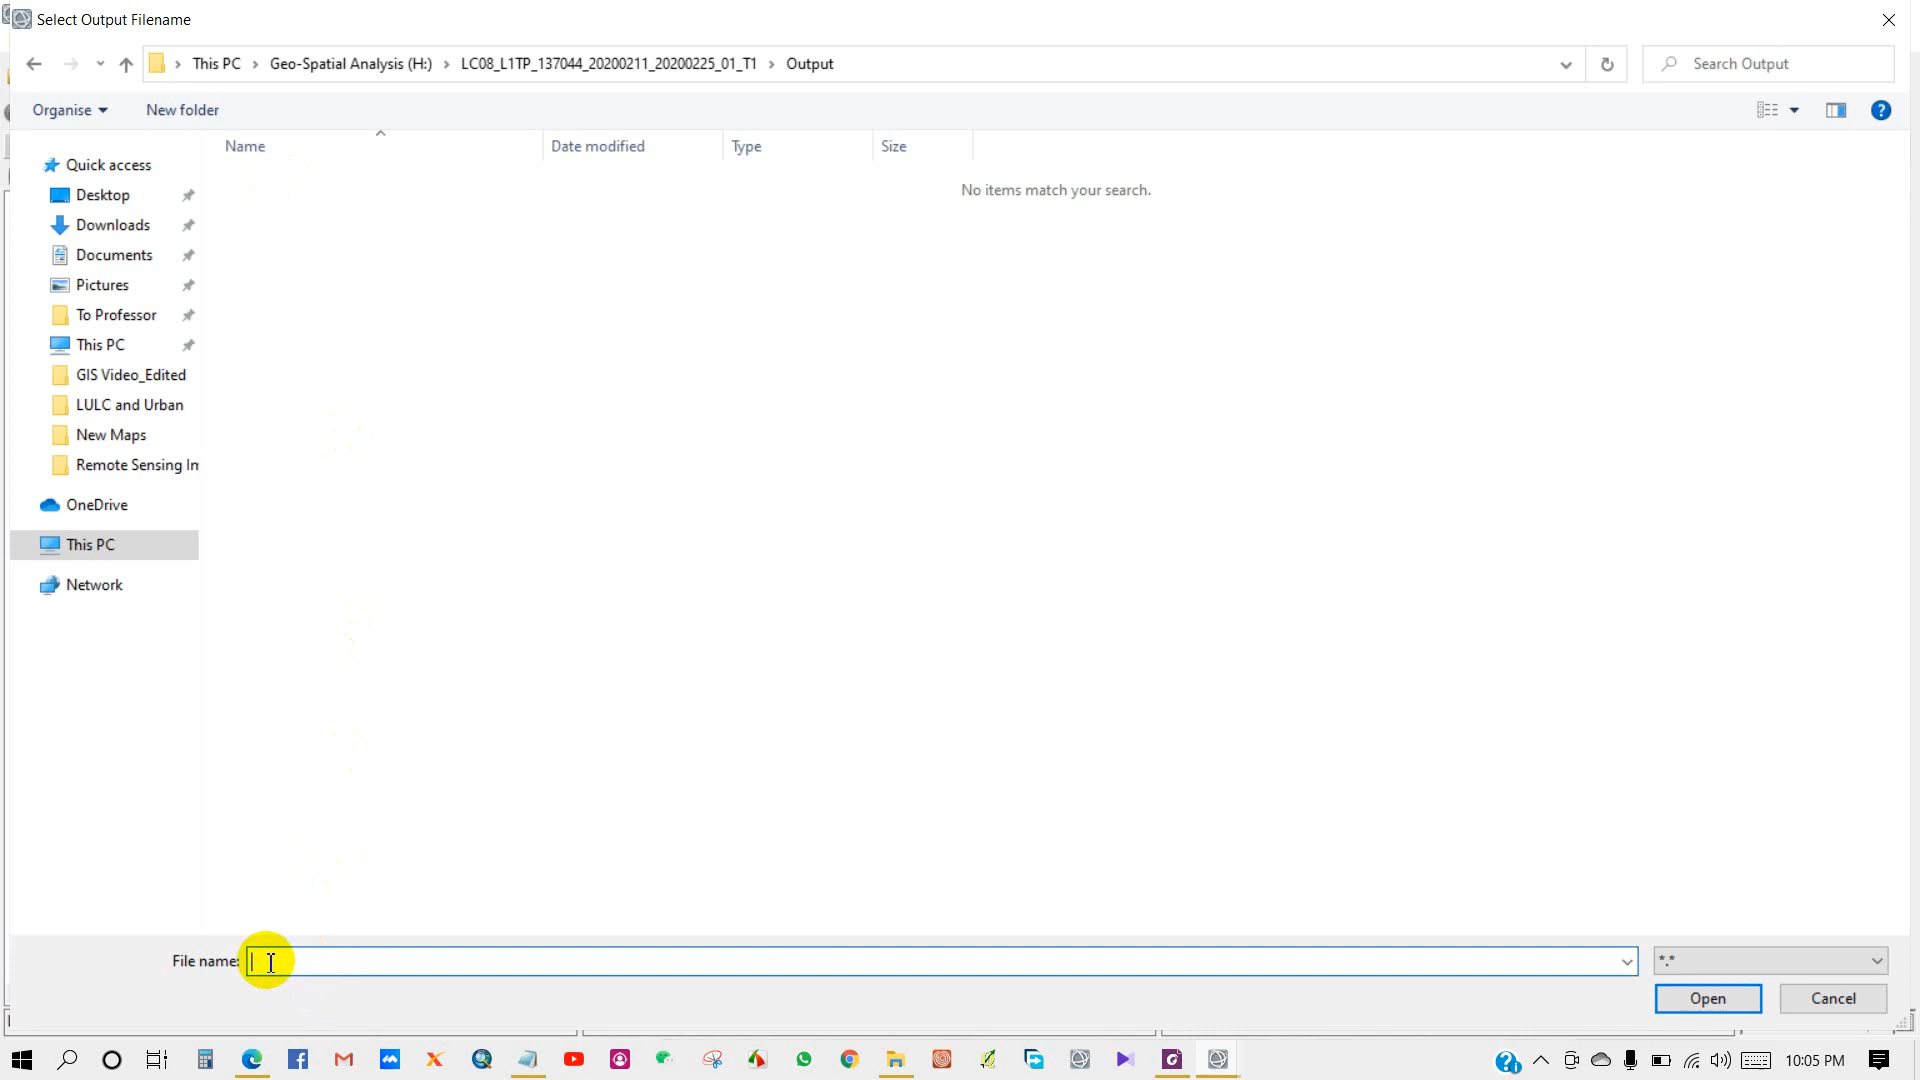 Select Output Filename
This PC > Geo-Spatial Analysis (H:) > LC08_L1TP_137044_20200211_20200225_01_T1 > Output
Search Output
Organise
New folder
Name
Date modified
Type
Size
No items match your search.
Quick access
Desktop
Downloads
Documents
Pictures
To Professor
This PC
GIS Video_Edited
LULC and Urban
New Maps
Remote Sensing Im
OneDrive
This PC
Network
File name:
*.*
Open
Cancel
10:05 PM